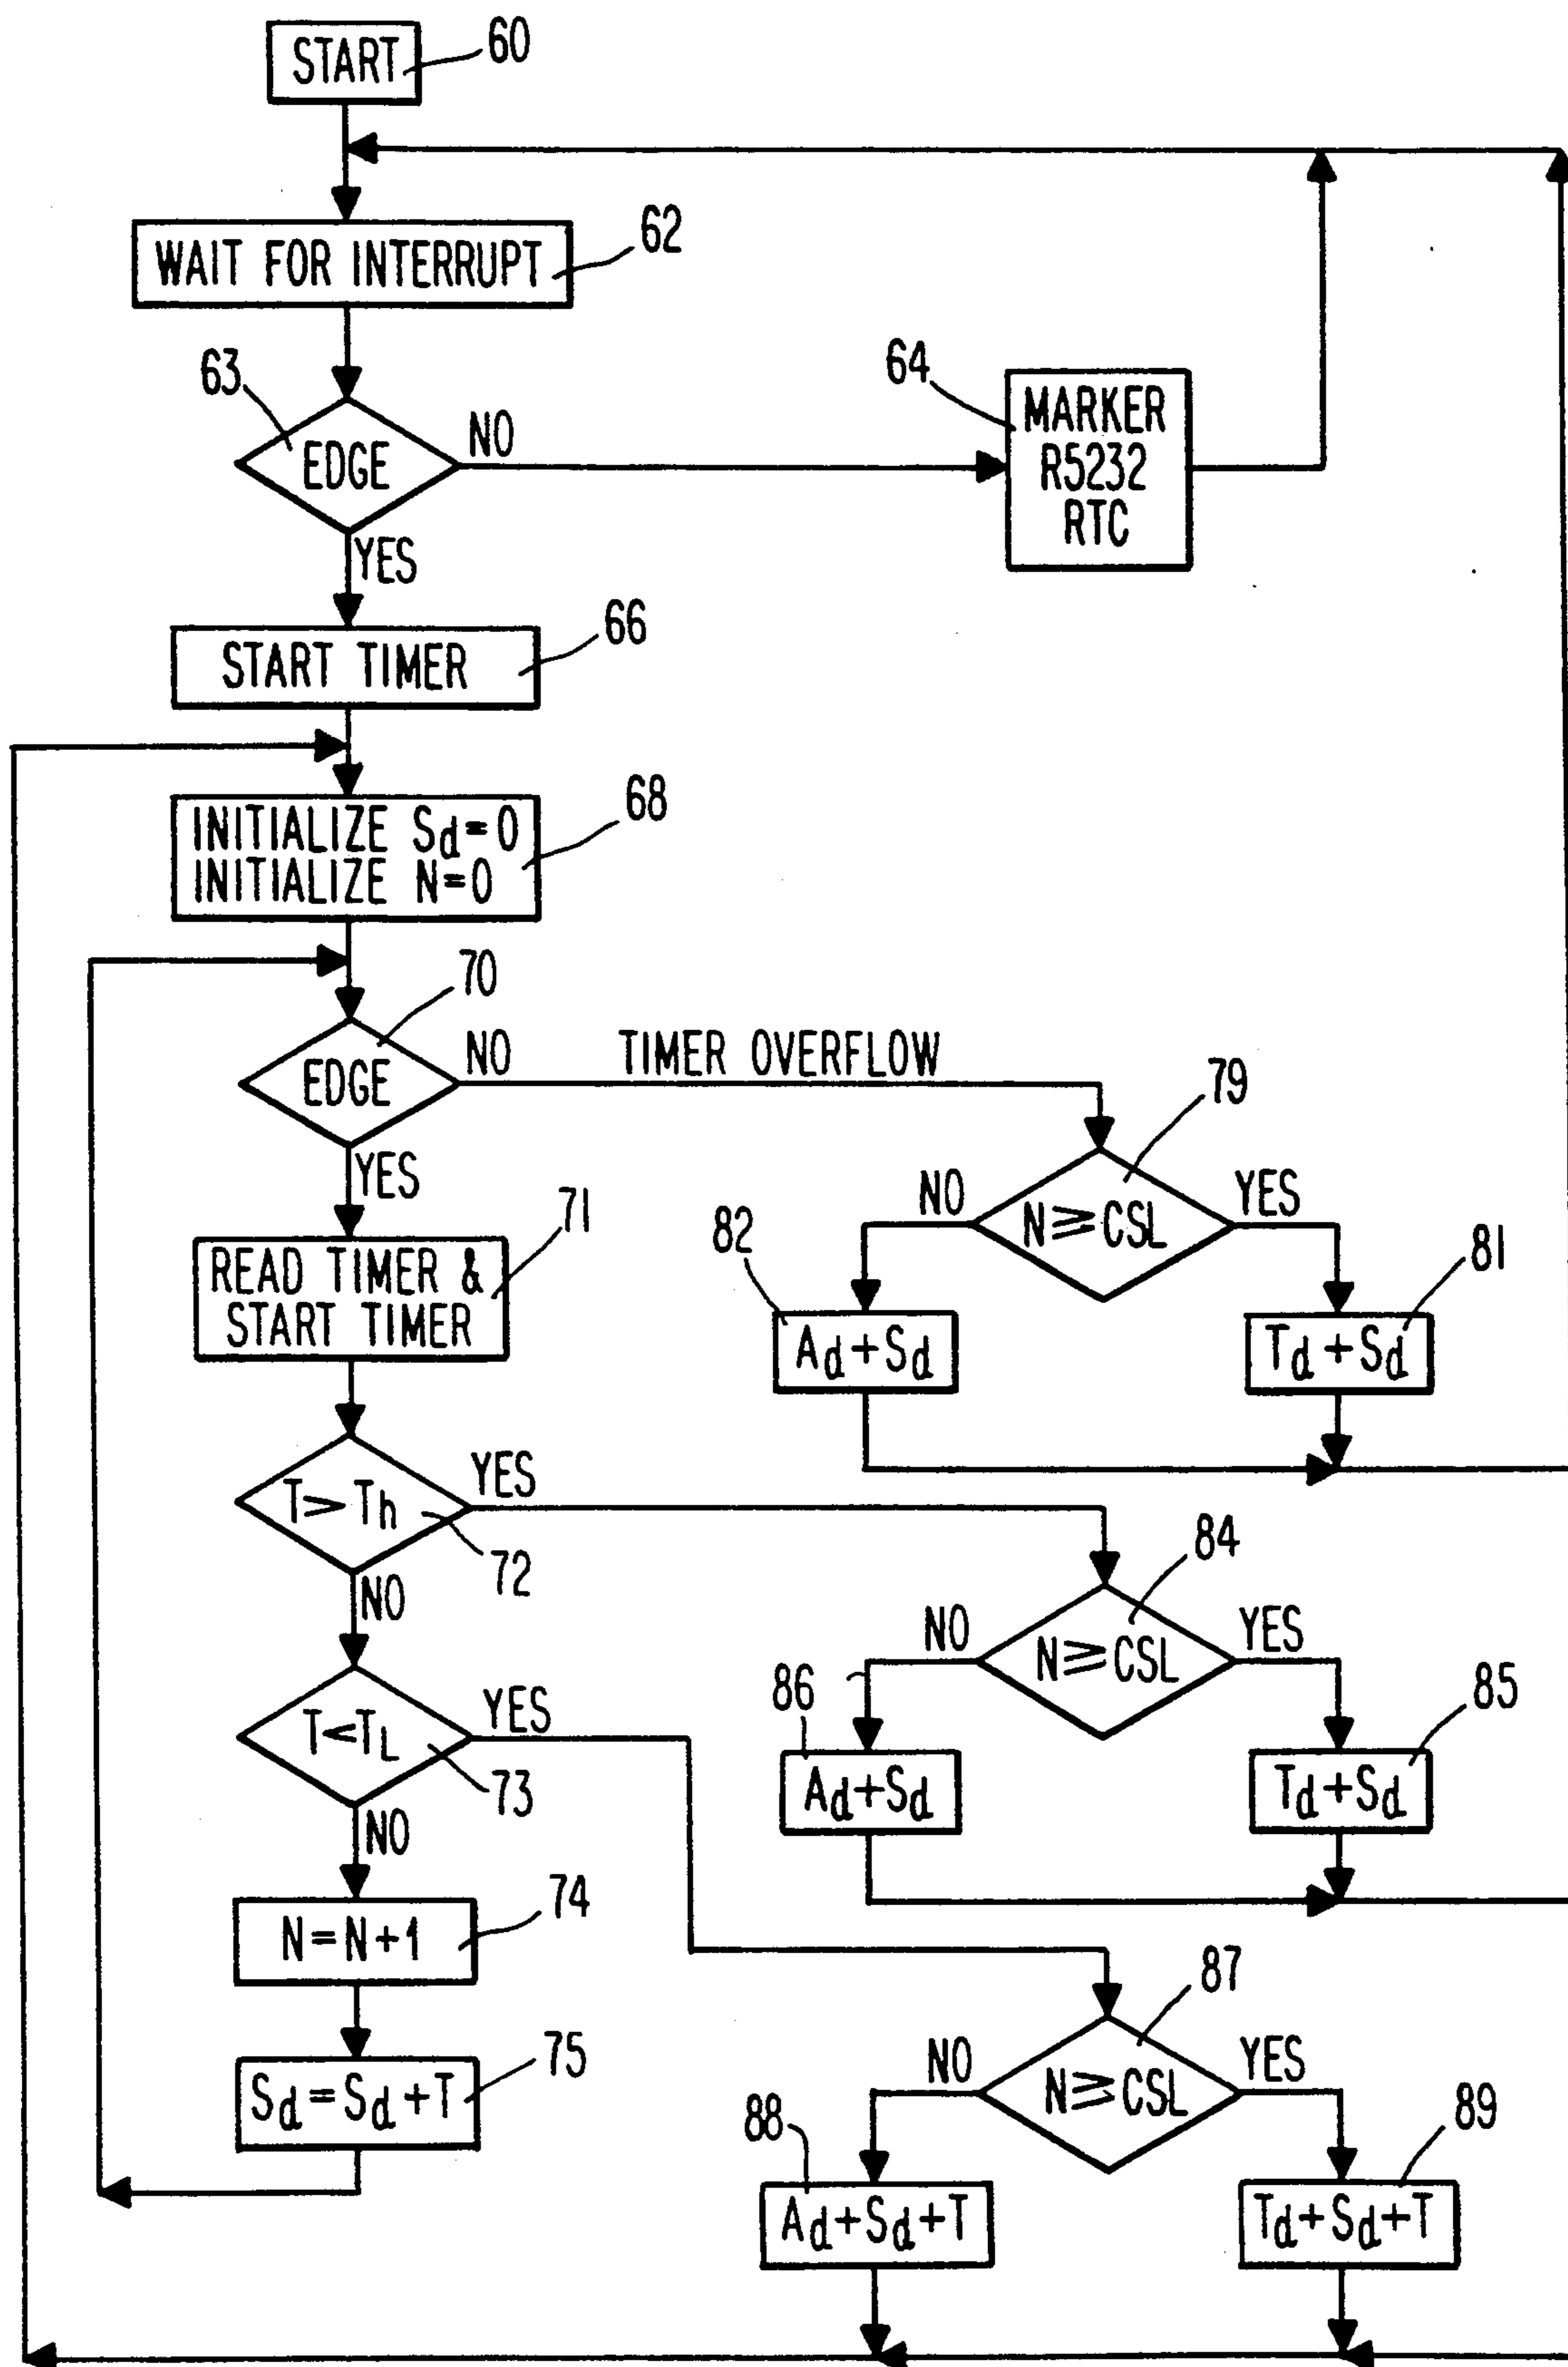 START
60
WAIT FOR INTERRUPT
62
63
EDGE
NO
64
MARKER
R5232
RTC
YES
START TIMER
66
INITIALIZE Sd=0
INITIALIZE N=0
68
70
EDGE
NO
TIMER OVERFLOW
79
N≥CSL
NO
YES
YES
71
READ TIMER &
START TIMER
82
Ad+Sd
81
Td+Sd
T> Th
YES
72
NO
84
N≥CSL
NO
YES
T<TL
YES
73
NO
86
Ad+Sd
85
Td+Sd
N=N+1
74
87
N≥CSL
NO
YES
Sd=Sd+T
75
88
Ad+Sd+T
89
Td+Sd+T